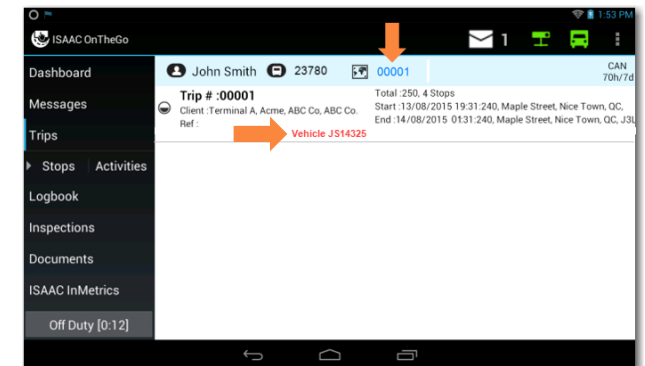 1:53 PM
ISAAC OnTheGo
1
Dashboard
Messages
Trips
Stops Activities
Logbook
Inspections
Documents
ISAAC InMetrics
Off Duty [0:12]
John Smith 23780 00001
CAN
70h/7d
Trip # :00001
Client :Terminal A, Acme, ABC Co, ABC Co.
Ref :
Vehicle JS14325
Total :250, 4 Stops
Start :13/08/2015 19:31:240, Maple Street, Nice Town, QC,
End :14/08/2015 01:31:240, Maple Street, Nice Town, QC, J3L